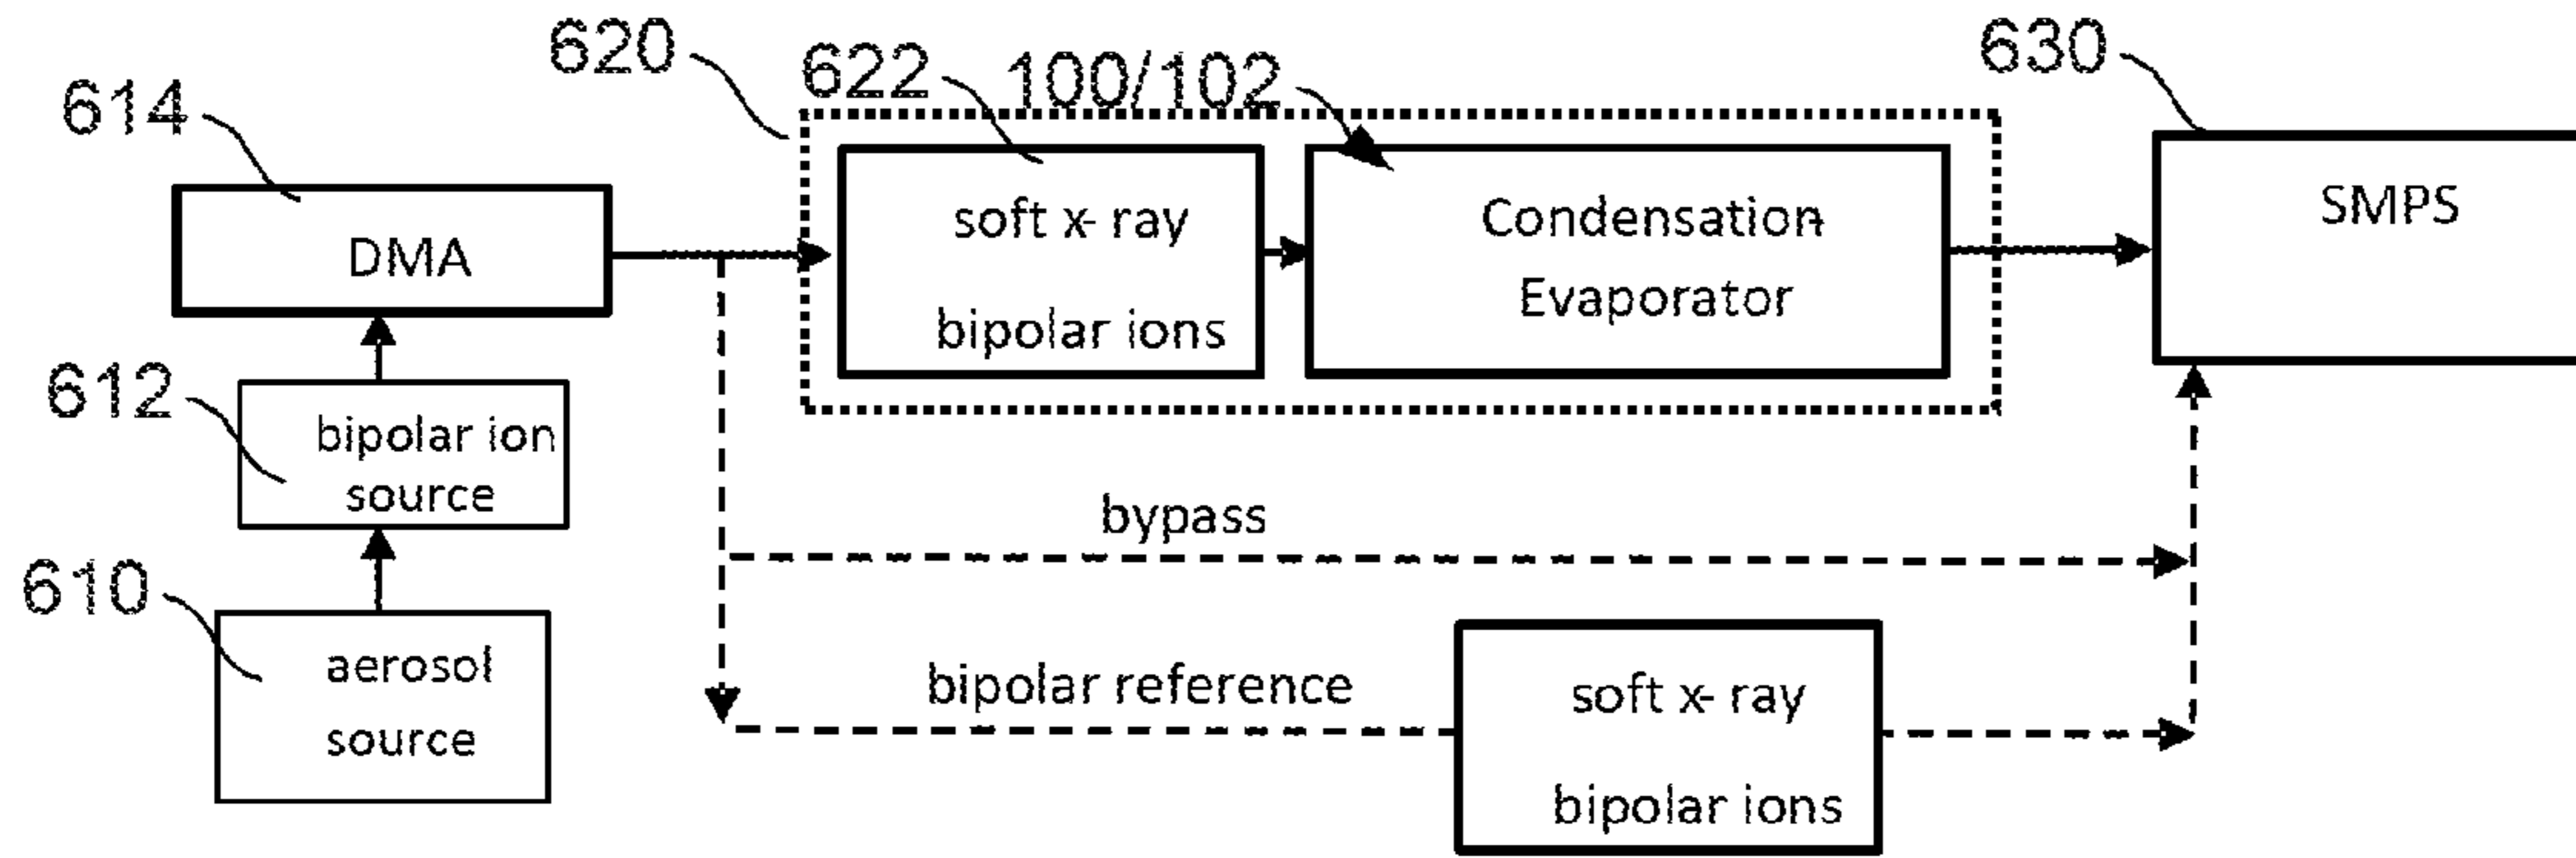 620
622
100/102
630
614
soft x- ray
bipolar ions
Condensation-
Evaporator
SMPS
DMA
612
bipolar ion
source
bypass
610
aerosol
source
bipolar reference
soft x- ray
bipolar ions